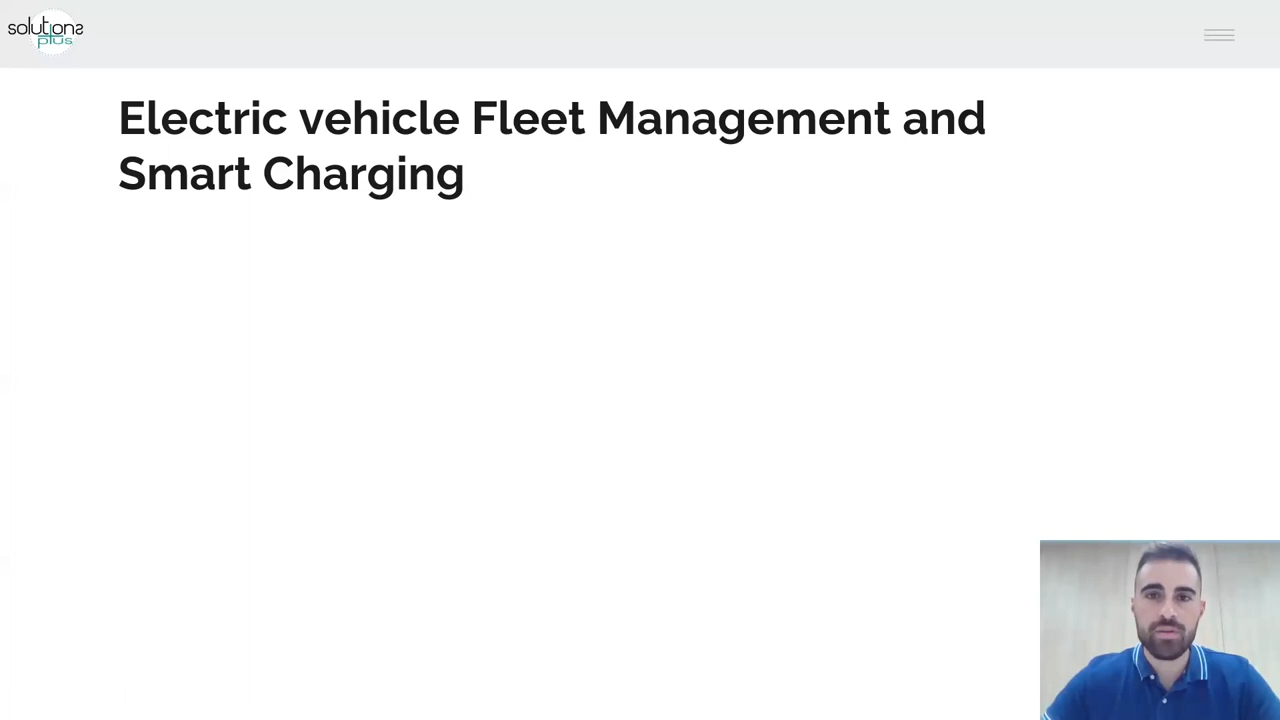 solutions
plus
Electric vehicle Fleet Management and
Smart Charging